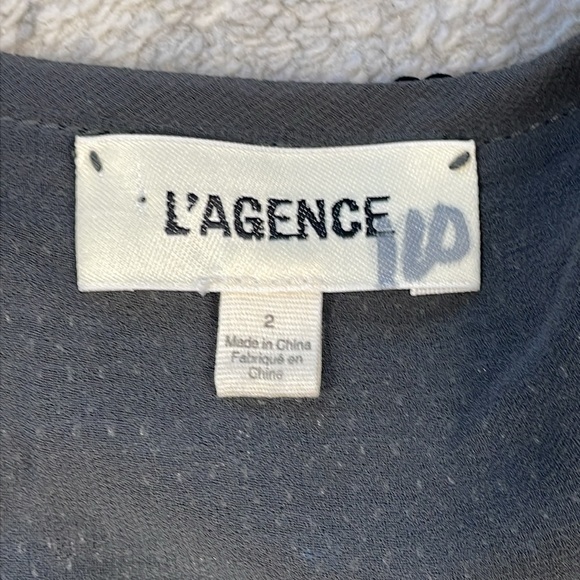 L'AGENCE
2
Made in China
Fabriqué en
Chine